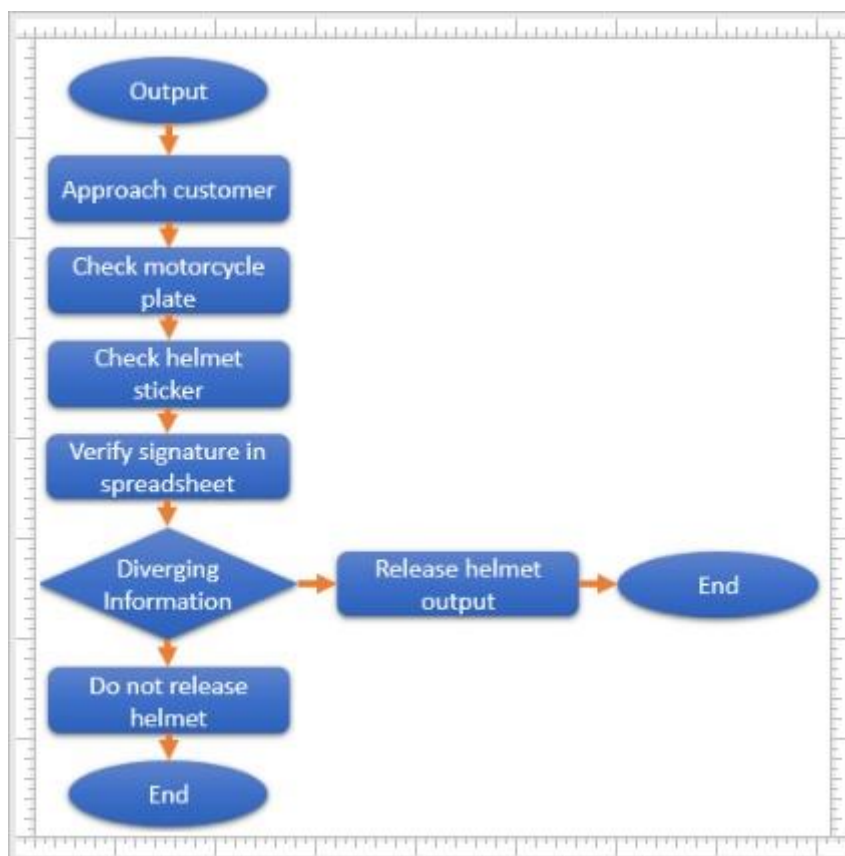 Output
Approach customer
Check motorcycle
plate
Check helmet
sticker
Verify signature in
spreadsheet
Diverging
Information
Release helmet
output
End
Do not release
helmet
End